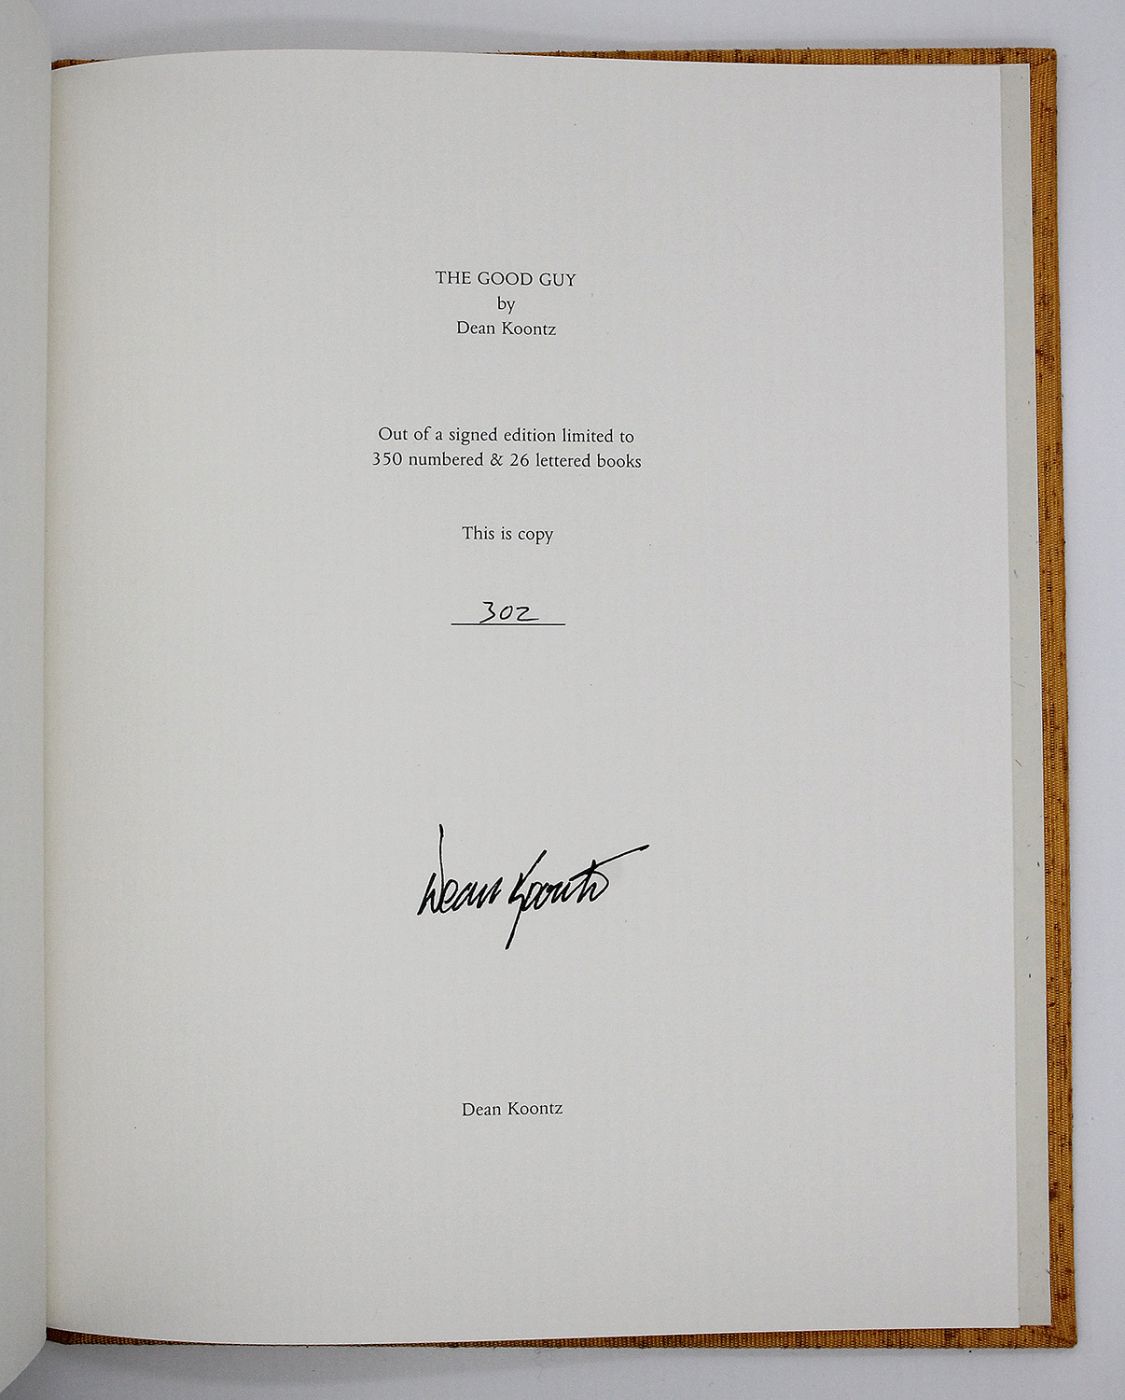 THE GOOD GUY
by
Dean Koontz
Out of a signed edition limited to
350 numbered & 26 lettered books
This is copy
302
Dean Koontz
Dean Koontz